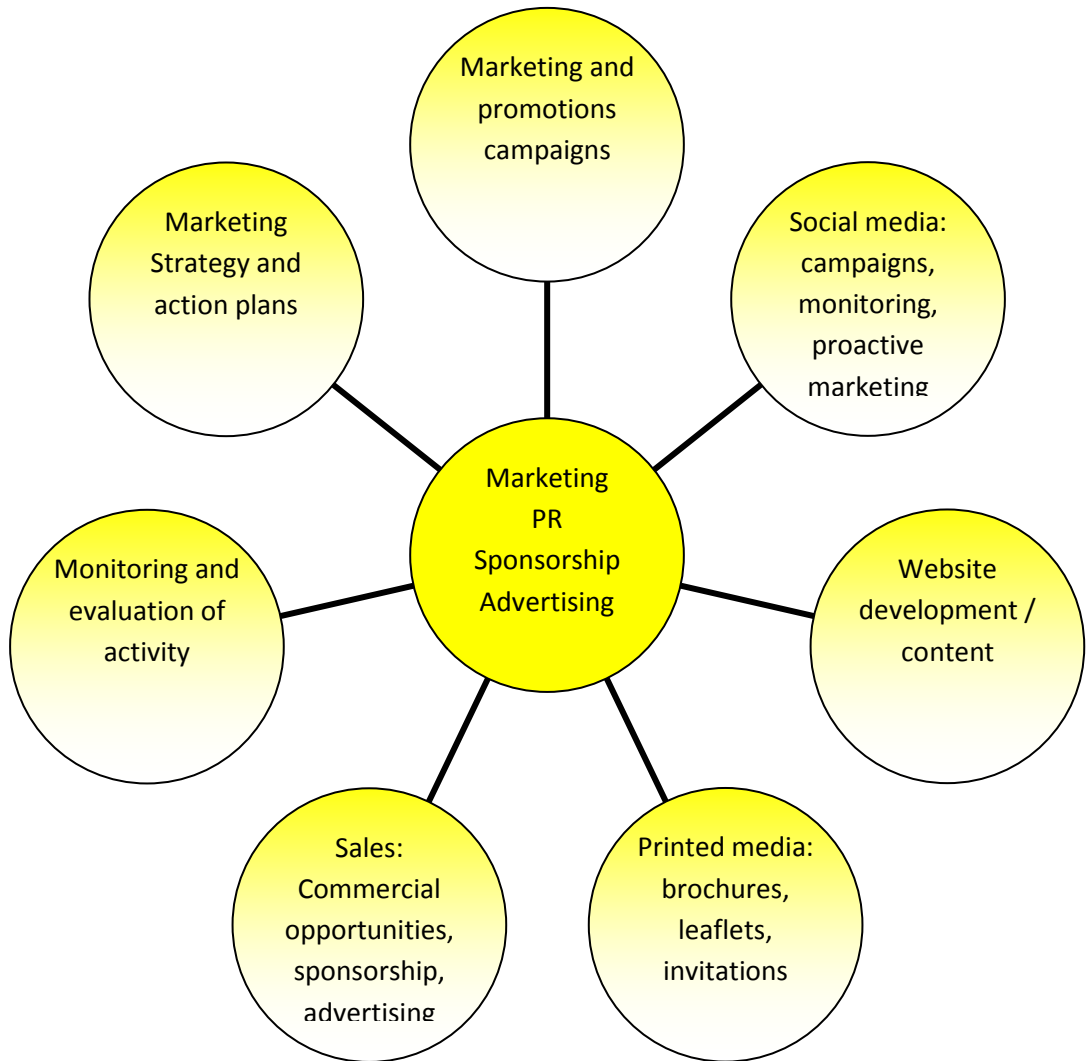 Marketing and
promotions
campaigns
Social media:
campaigns,
monitoring,
proactive
marketing
Website
development /
content
Printed media:
brochures,
leaflets,
invitations
Sales:
Commercial
opportunities,
sponsorship,
advertising
Monitoring and
evaluation of
activity
Marketing
Strategy and
action plans
Marketing
PR
Sponsorship
Advertising